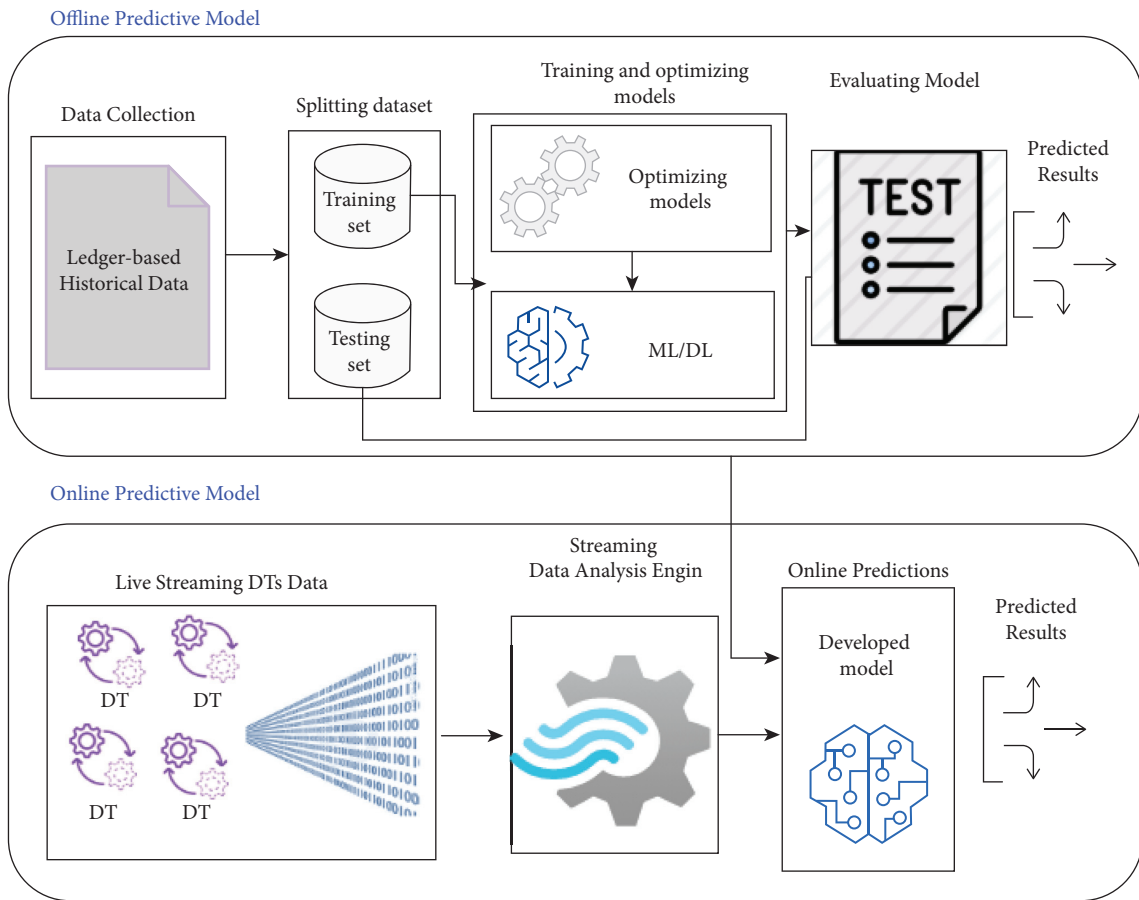 Offline Predictive Model
Data Collection
Ledger-based
Historical Data
Splitting dataset
Training
set
Testing
set
Training and optimizing
models
Optimizing
models
ML/DL
Evaluating Model
TEST
Predicted
Results
Online Predictive Model
Live Streaming DTs Data
DT
DT
DT
DT
Streaming
Data Analysis Engin
Online Predictions
Developed
model
Predicted
Results